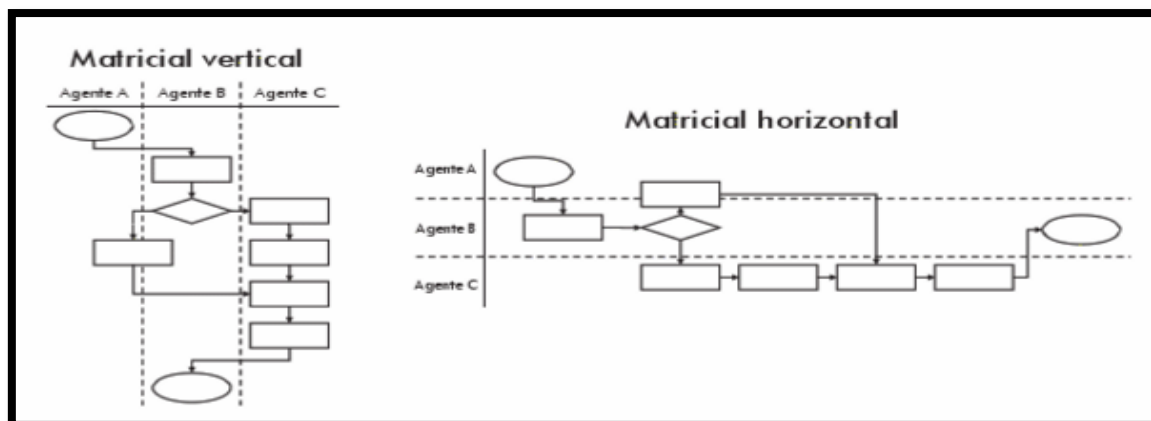 Matricial vertical
Agente A Agente B Agente C
Matricial horizontal
Agente A
Agente B
Agente C